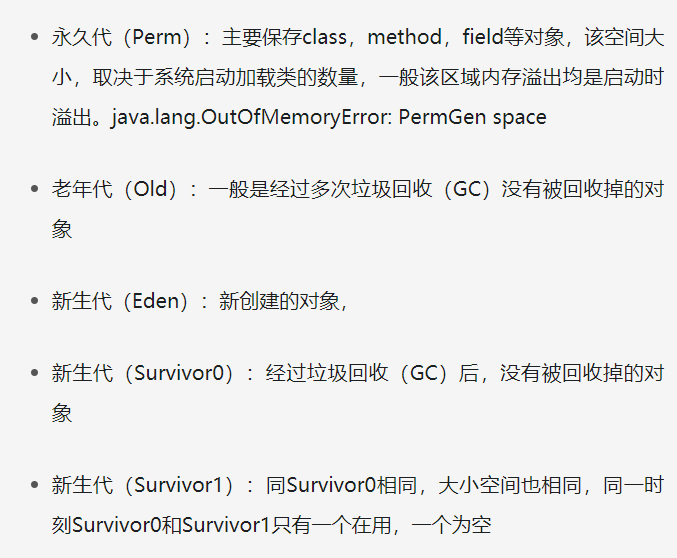 永久代（Perm）：主要保存class，method，field等对象，该空间大
小，取决于系统启动加载类的数量，一般该区域内存溢出均是启动时
溢出。java.lang.OutOfMemoryError: PermGen space
老年代（Old）：一般是经过多次垃圾回收（GC）没有被回收掉的对
象
新生代（Eden）：新创建的对象，
新生代（Survivor0）：经过垃圾回收（GC）后，没有被回收掉的对
象
新生代（Survivor1）：同Survivor0相同，大小空间也相同，同一时
刻Survivor0和Survivor1只有一个在用，一个为空